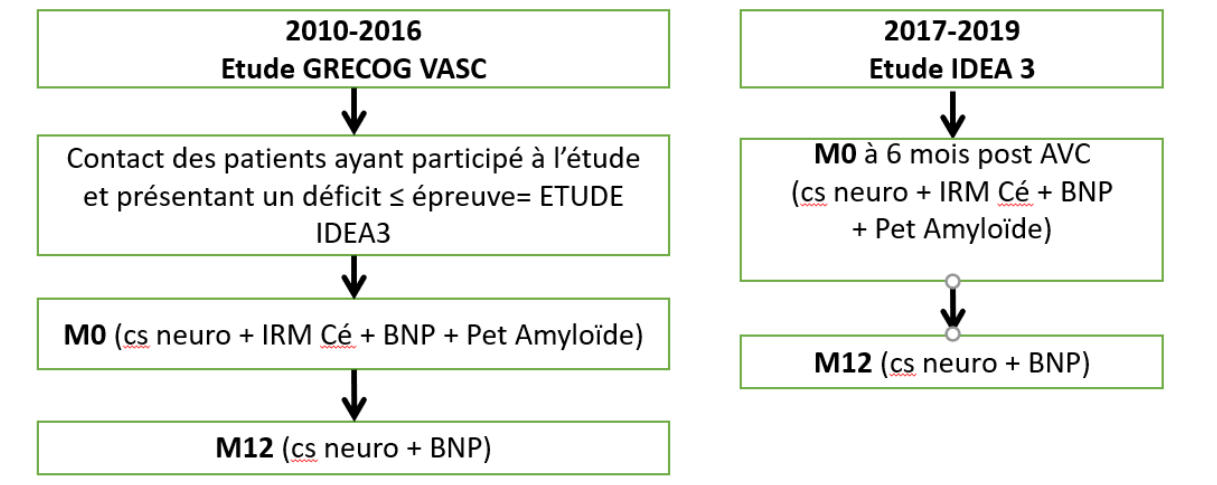 2010-2016
Etude GRECOG VASC
Contact des patients ayant participé à l'étude
et présentant un déficit ≤ épreuve= ETUDE
IDEA3
M0 (cs neuro + IRM Cé + BNP + Pet Amyloïde)
M12 (cs neuro + BNP)
2017-2019
Etude IDEA 3
M0 à 6 mois post AVC
(cs neuro + IRM Cé + BNP
+ Pet Amyloïde)
M12 (cs neuro + BNP)